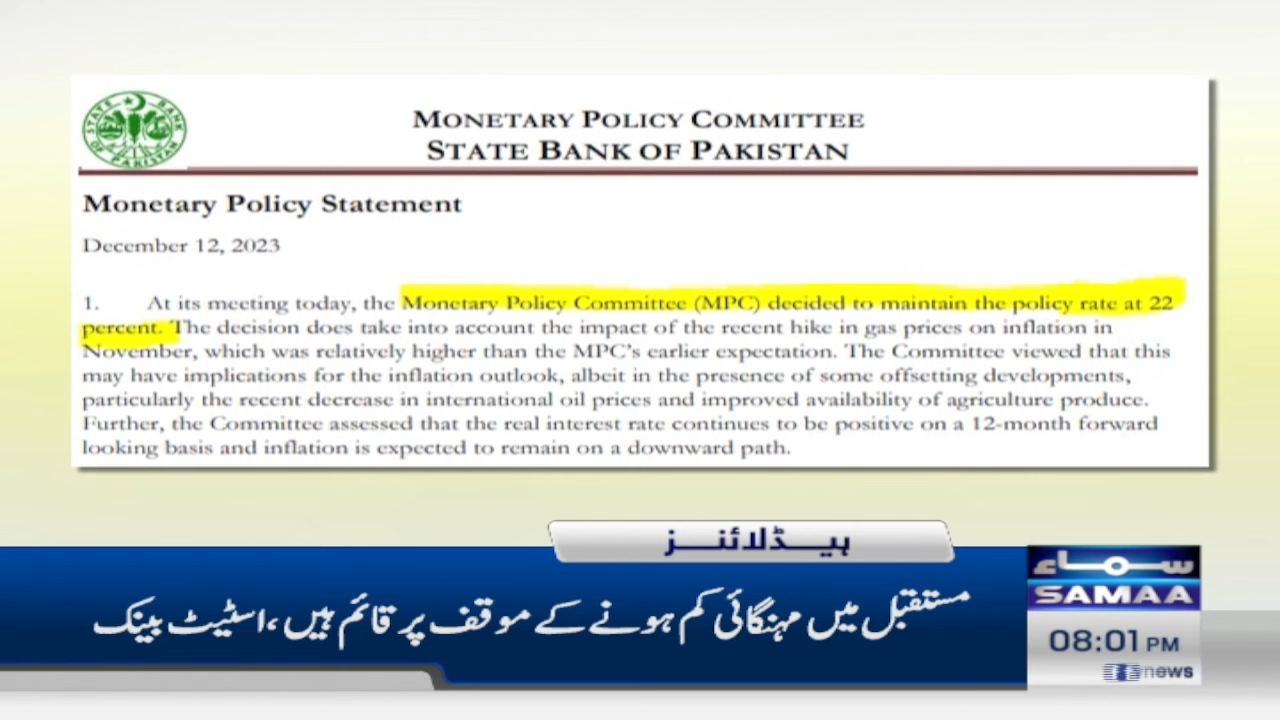 STATE BANK OF PAKISTAN
MONETARY POLICY COMMITTEE
STATE BANK OF PAKISTAN
Monetary Policy Statement
December 12, 2023
1. At its meeting today, the Monetary Policy Committee (MPC) decided to maintain the policy rate at 22
percent. The decision does take into account the impact of the recent hike in gas prices on inflation in
November, which was relatively higher than the MPC's earlier expectation. The Committee viewed that this
may have implications for the inflation outlook, albeit in the presence of some offsetting developments,
particularly the recent decrease in international oil prices and improved availability of agriculture produce.
Further, the Committee assessed that the real interest rate continues to be positive on a 12-month forward
looking basis and inflation is expected to remain on a downward path.
ہیڈلائنز
مستقبل میں مہنگائی کم ہونے کے موقف پر قائم ہیں، اسٹیٹ بینک
سماء
SAMAA
08:01 PM
news